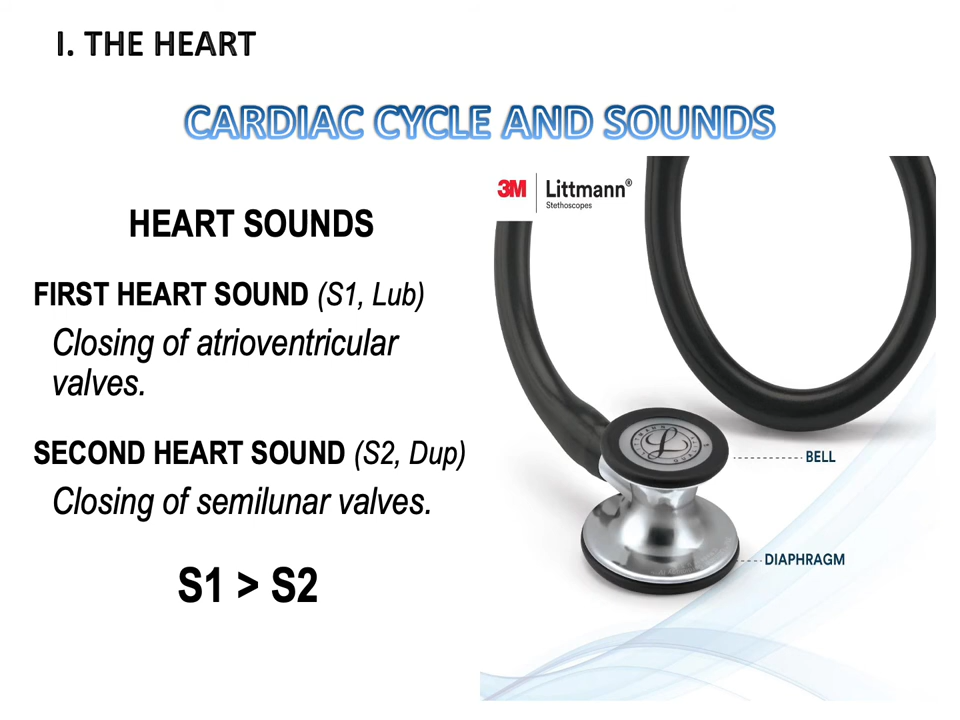 I. THE HEART
CARDIAC CYCLE AND SOUNDS
HEART SOUNDS
FIRST HEART SOUND (S1, Lub)
Closing of atrioventricular
valves.
SECOND HEART SOUND (S2, Dup)
Closing of semilunar valves.
S1 > S2
3M Littmann®
Stethoscopes
BELL
DIAPHRAGM